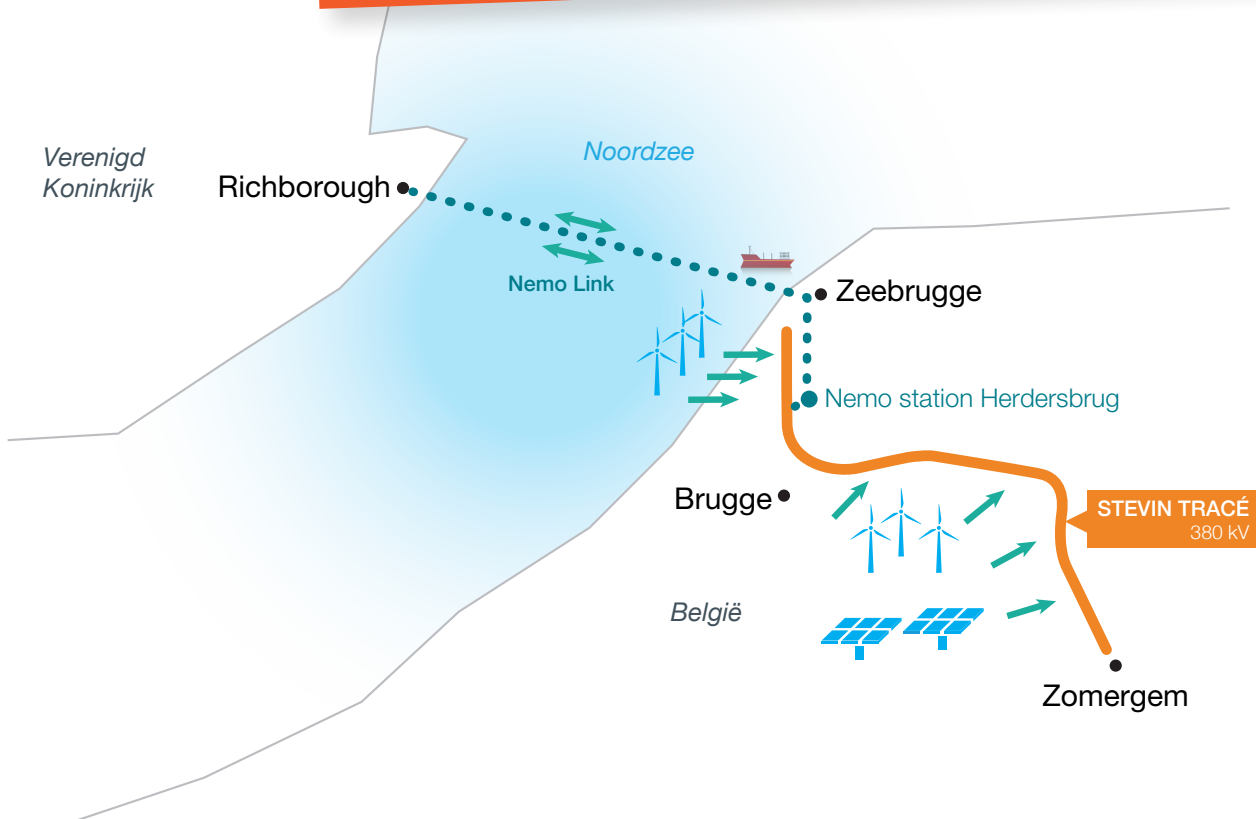 Noordzee
Verenigd
Koninkrijk
Richborough
Nemo Link
Zeebrugge
Nemo station Herdersbrug
Brugge
STEVIN TRACÉ
380 kV
België
Zomergem